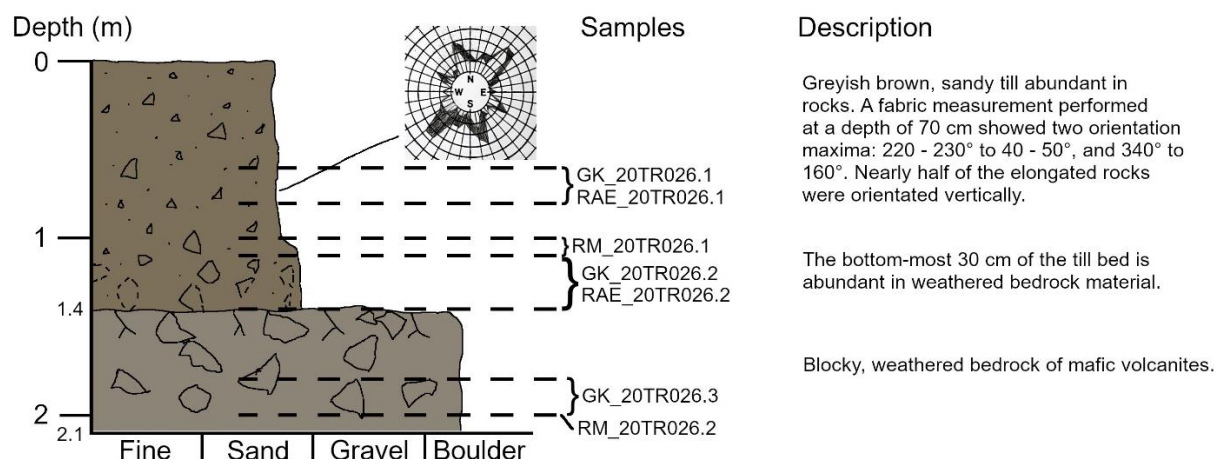 Depth (m)
Samples
Description
0
1
1.4
2
2.1
Fine
Sand
Gravel
Boulder
N
W E
S
GK_20TR026.1
RAE_20TR026.1
RM_20TR026.1
GK_20TR026.2
RAE_20TR026.2
GK_20TR026.3
RM_20TR026.2
Greyish brown, sandy till abundant in
rocks. A fabric measurement performed
at a depth of 70 cm showed two orientation
maxima: 220 - 230° to 40 - 50°, and 340° to
160°. Nearly half of the elongated rocks
were orientated vertically.
The bottom-most 30 cm of the till bed is
abundant in weathered bedrock material.
Blocky, weathered bedrock of mafic volcanites.